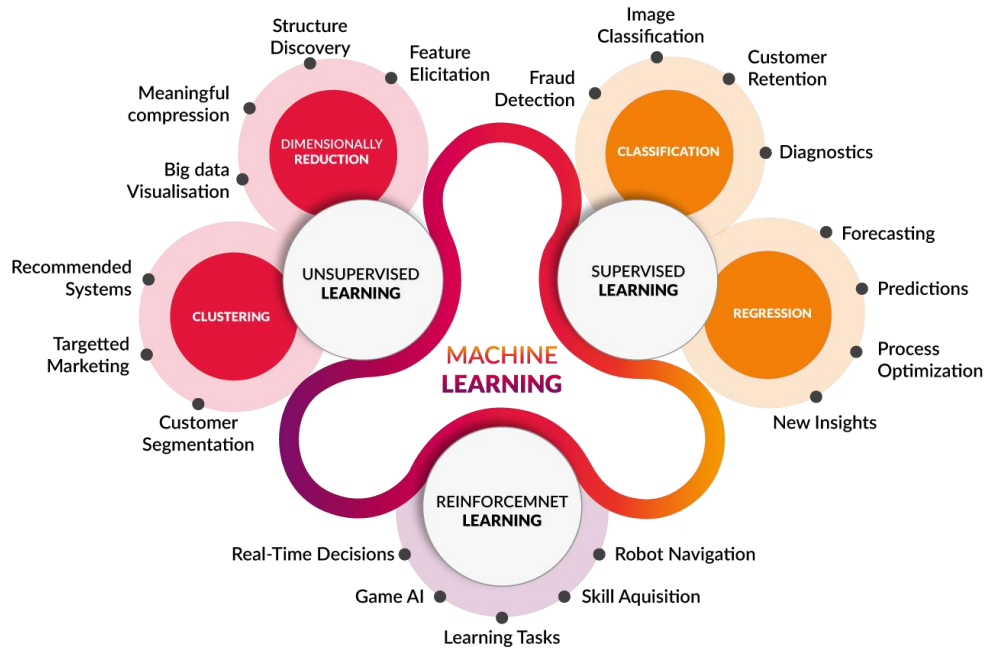 Structure
Discovery
Feature
Elicitation
Meaningful
compression
Big data
Visualisation
DIMENSIONALLY
REDUCTION
Recommended
Systems
Targetted
Marketing
Customer
Segmentation
CLUSTERING
UNSUPERVISED
LEARNING
Image
Classification
Customer
Retention
Fraud
Detection
Diagnostics
CLASSIFICATION
SUPERVISED
LEARNING
Forecasting
Predictions
Process
Optimization
New Insights
REGRESSION
MACHINE
LEARNING
REINFORCEMNET
LEARNING
Real-Time Decisions
Game AI
Learning Tasks
Skill Aquisition
Robot Navigation